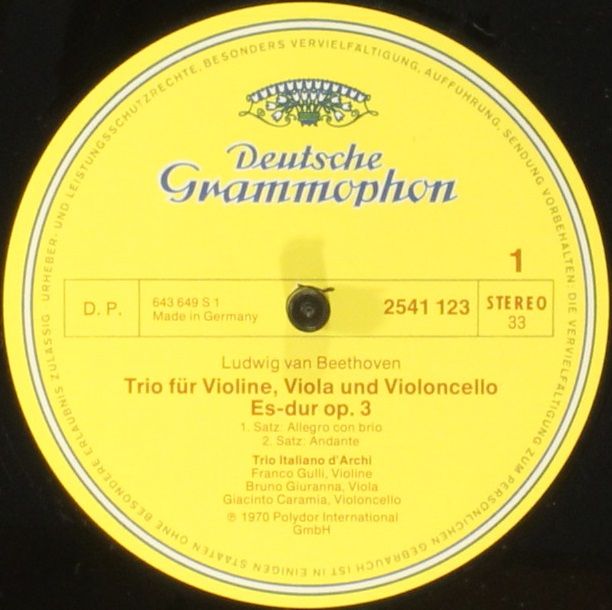 Deutsche
Grammophon
1
D. P.
643 649 S 1
Made in Germany
2541 123
STEREO
33
Ludwig van Beethoven
Trio für Violine, Viola und Violoncello
Es-dur op. 3
1. Satz: Allegro con brio
2. Satz: Andante
Trio Italiano d'Archi
Franco Gulli, Violine
Bruno Giuranna, Viola
Giacinto Caramia, Violoncello
℗ 1970 Polydor International
GmbH
URHEBER- UND LEISTUNGSSCHUTZRECHTE, BESONDERS VERVIELFÄLTIGUNG, AUFFÜHRUNG, SENDUNG VORBEHALTEN. DIE VERVIELFÄLTIGUNG ZUM PERSÖNLICHEN GEBRAUCH IST IN EINIGEN STAATEN OHNE BESONDERE ERLAUBNIS ZULÄSSIG.